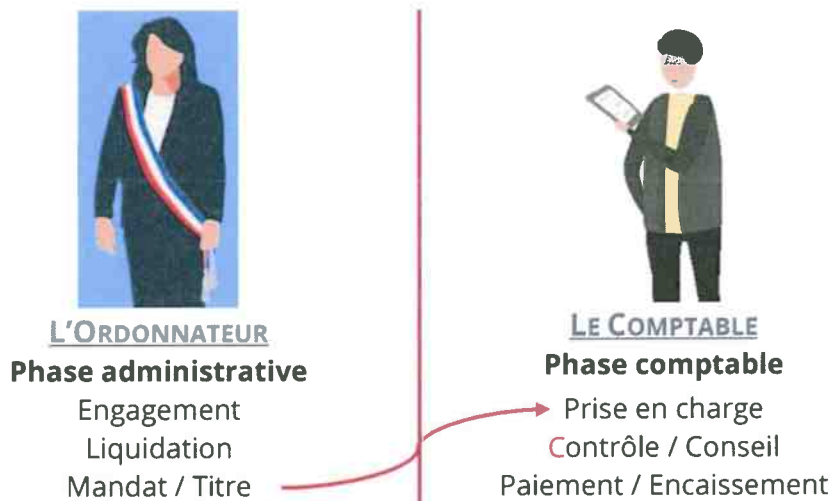 L'ORDONNATEUR
Phase administrative
Engagement
Liquidation
Mandat / Titre
LE COMPTABLE
Phase comptable
Prise en charge
Contrôle / Conseil
Paiement / Encaissement